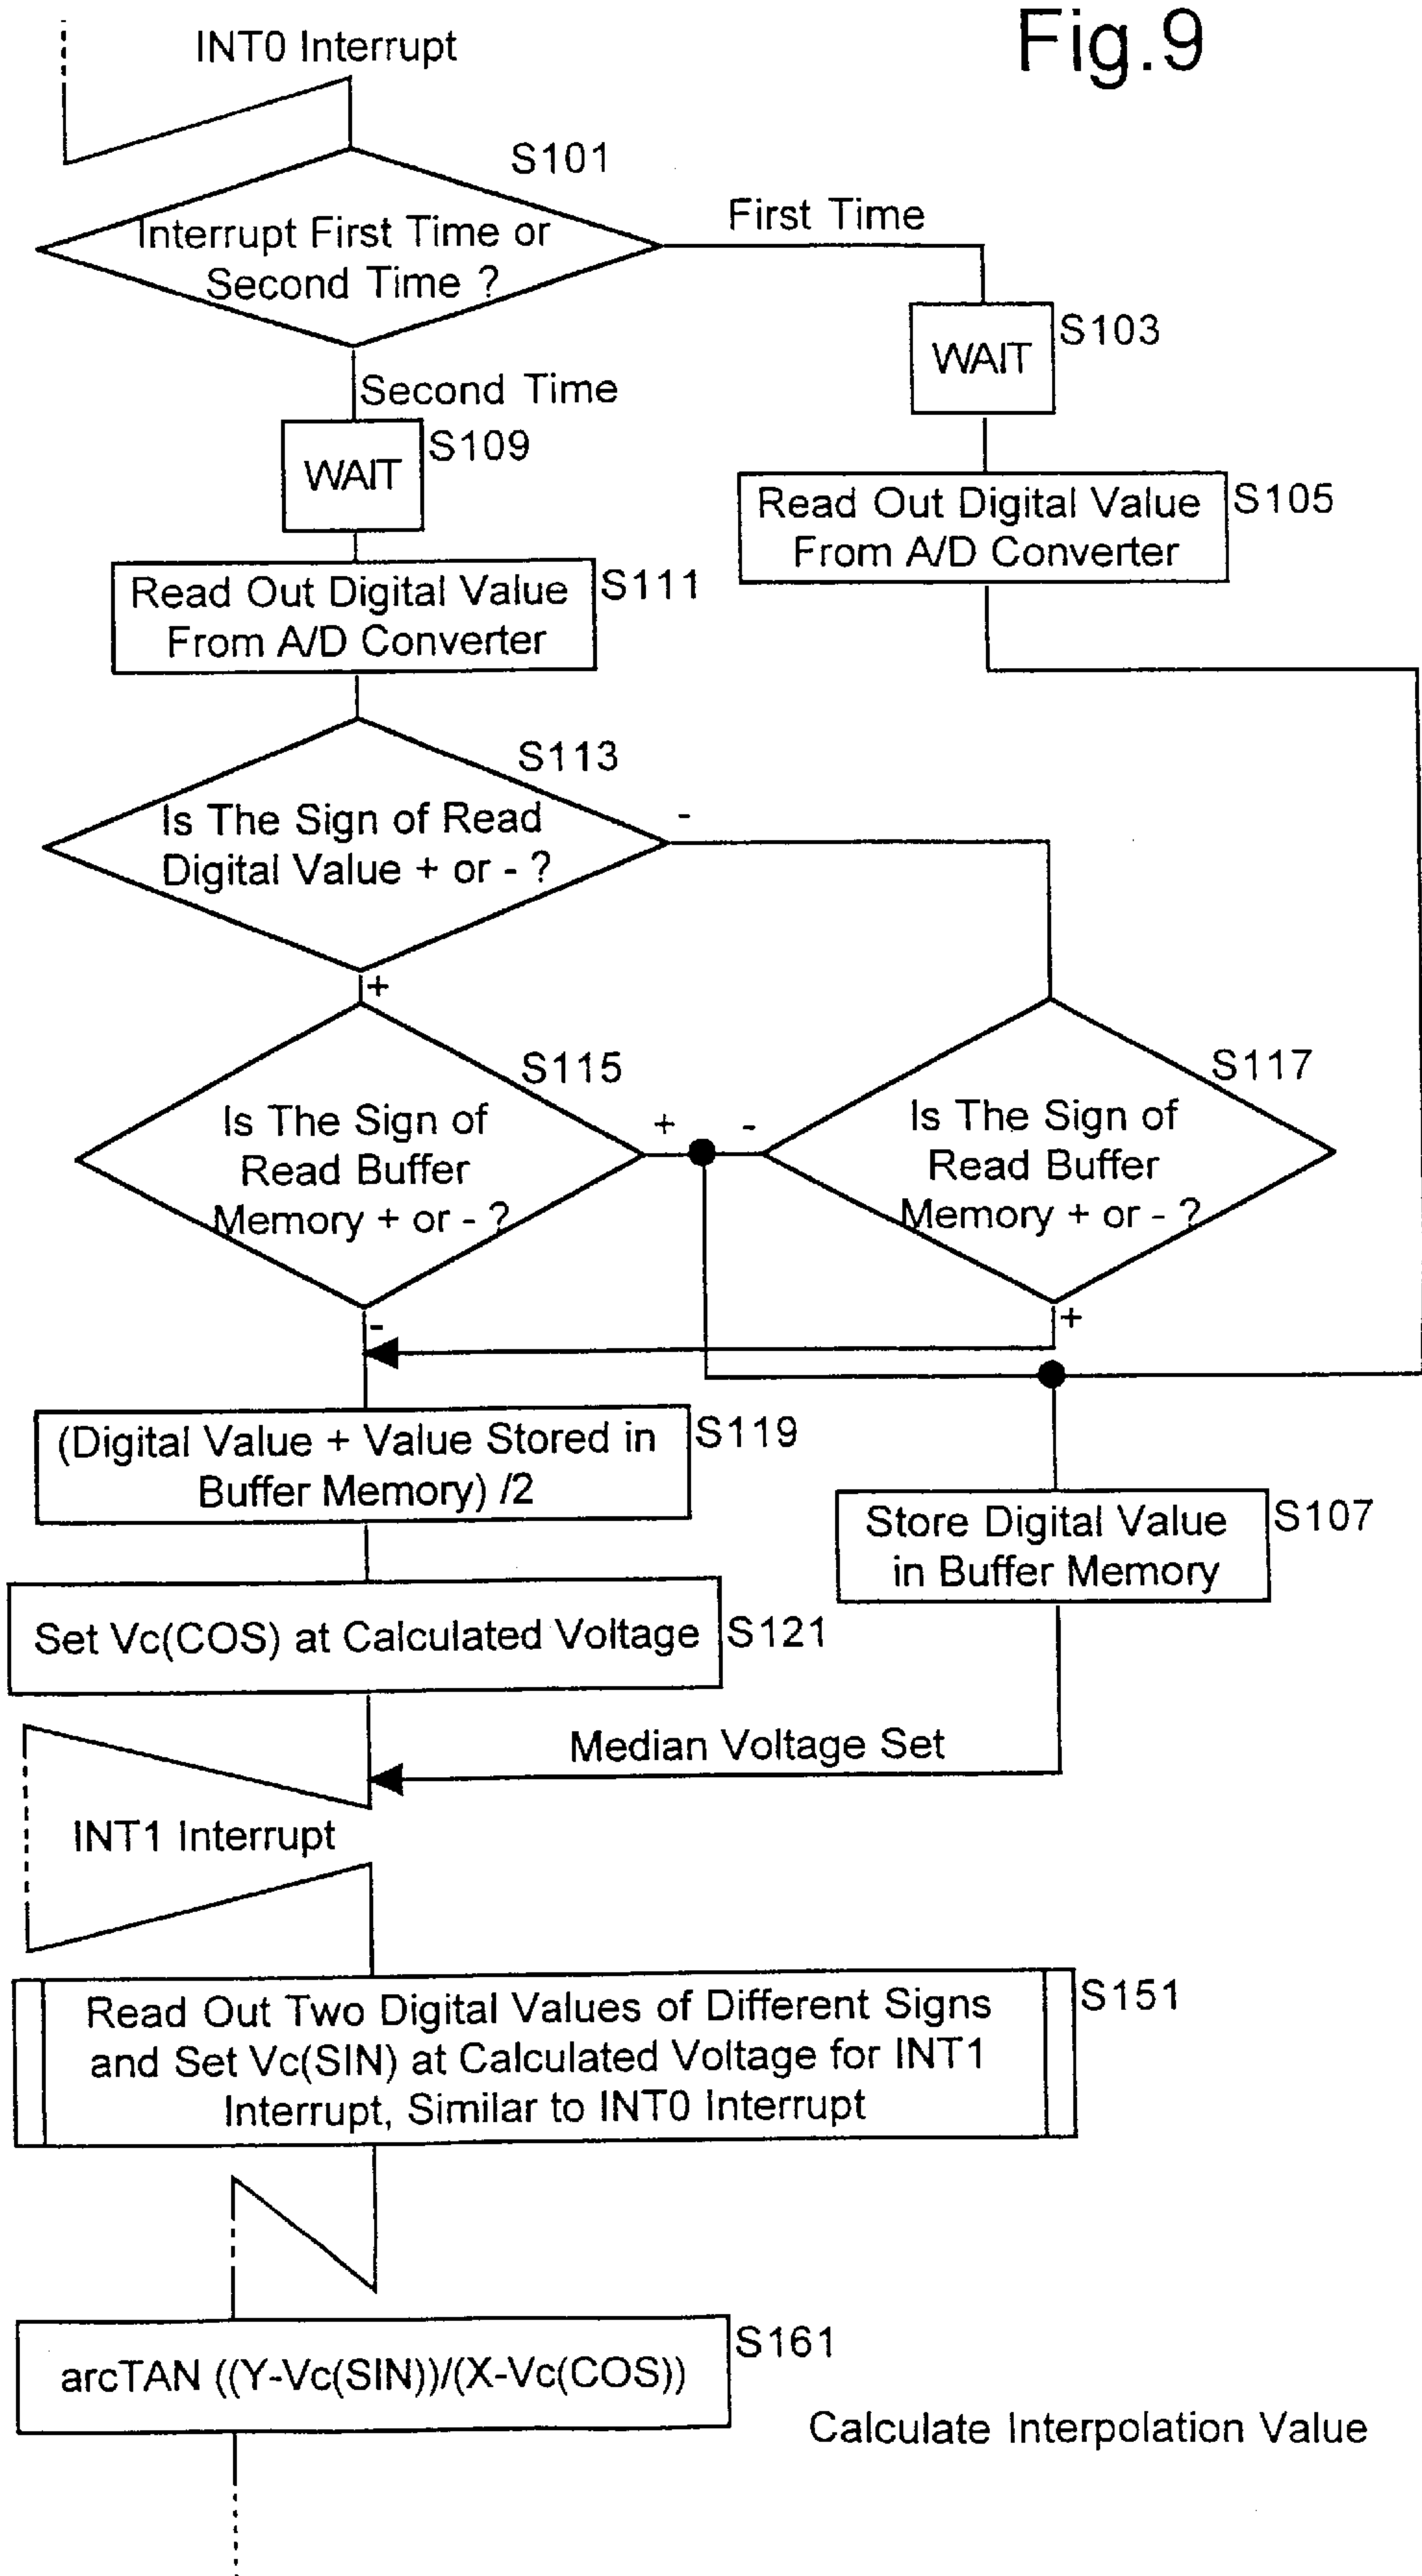 Fig.9
INT0 Interrupt
S101
Interrupt First Time or
Second Time ?
First Time
S103
WAIT
Second Time
S109
WAIT
S105
Read Out Digital Value
From A/D Converter
S111
Read Out Digital Value
From A/D Converter
S113
Is The Sign of Read
Digital Value + or - ?
-
+
S115
Is The Sign of
Read Buffer
Memory + or - ?
+
-
S117
Is The Sign of
Read Buffer
Memory + or - ?
-
+
S119
(Digital Value + Value Stored in
Buffer Memory) /2
S107
Store Digital Value
in Buffer Memory
S121
Set Vc(COS) at Calculated Voltage
Median Voltage Set
INT1 Interrupt
S151
Read Out Two Digital Values of Different Signs
and Set Vc(SIN) at Calculated Voltage for INT1
Interrupt, Similar to INT0 Interrupt
S161
arcTAN ((Y-Vc(SIN))/(X-Vc(COS))
Calculate Interpolation Value